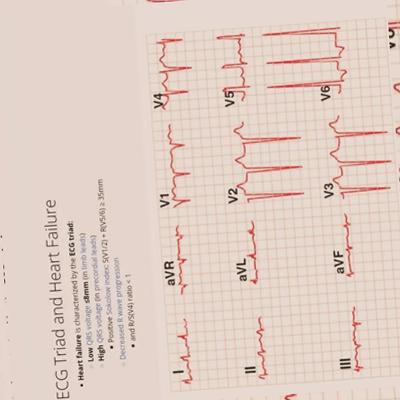 ECG Triad and Heart Failure
• Heart failure is characterized by the ECG triad:
Low QRS voltage ≤8mm (in limb leads)
High QRS voltage (in precordial leads)
• Positive Sokolow Index: S(V1/2) + R(V5/6) ≥ 35mm
Decreased R wave progression
• and R/S(V4) ratio < 1
I
aVR
V1
V4
II
aVL
V2
V5
III
aVF
V3
V6